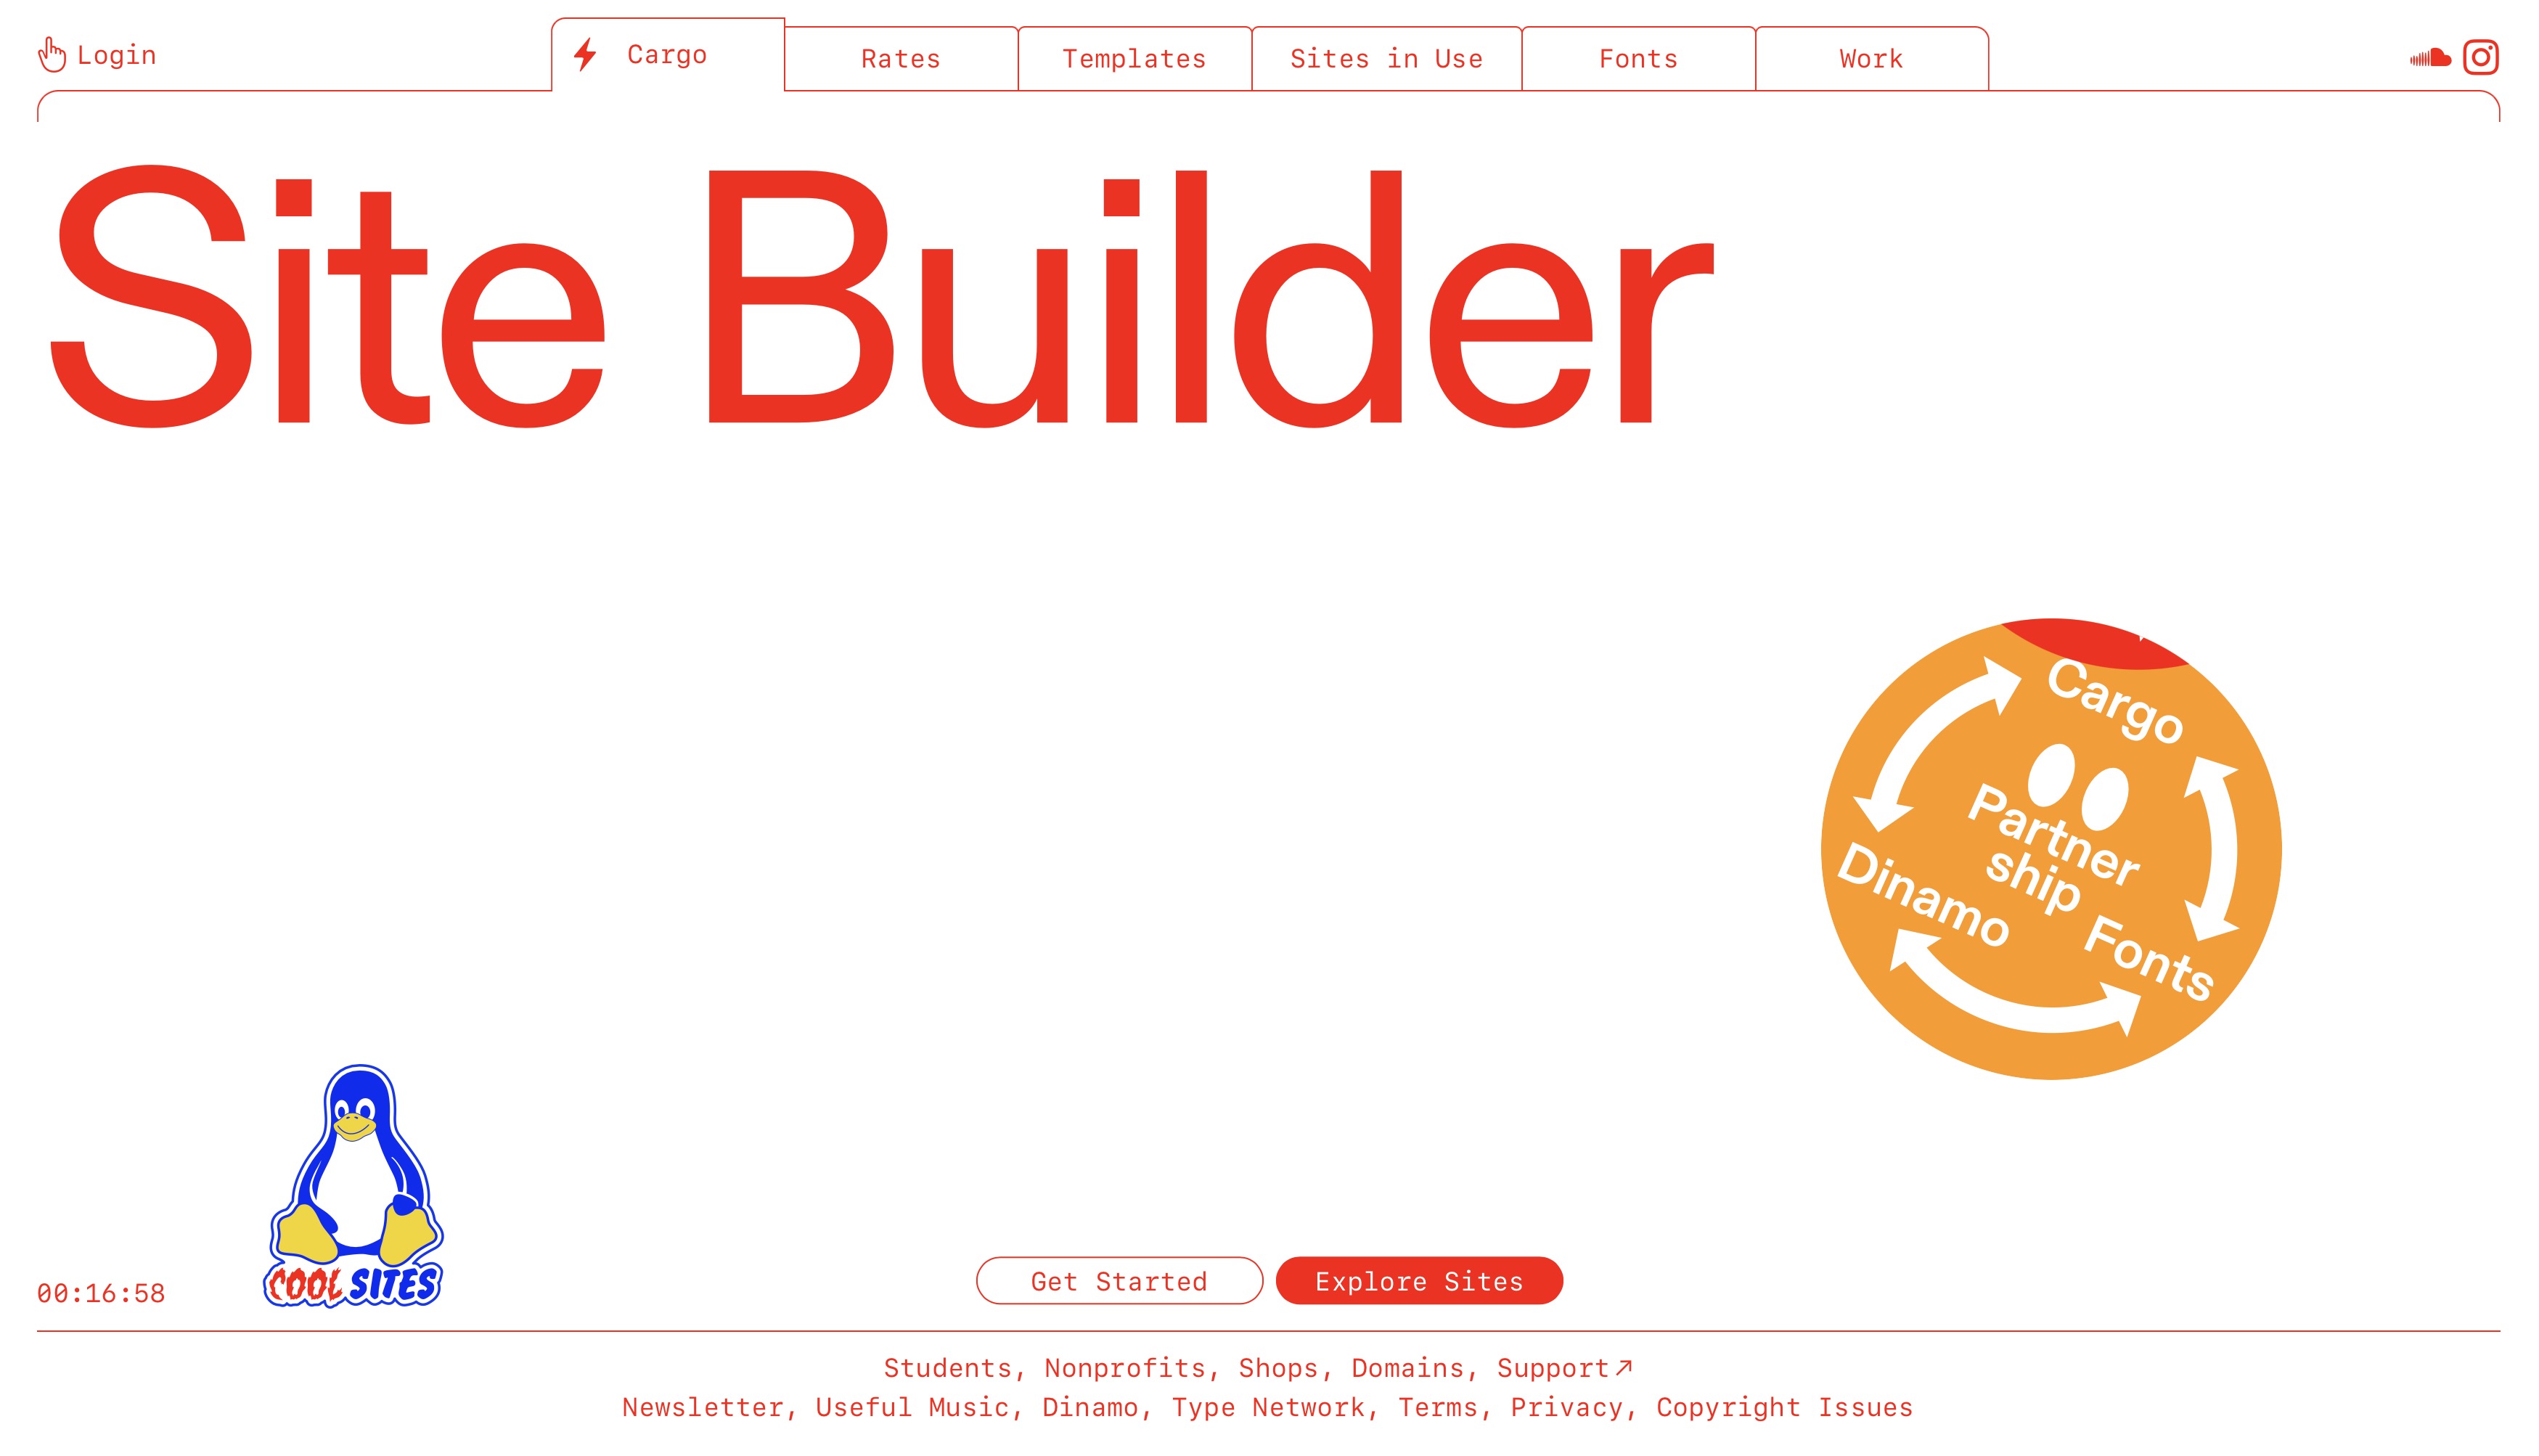 Login
Cargo
Rates
Templates
Sites in Use
Fonts
Work
Site Builder
Cargo
Partner
ship
Dinamo
Fonts
COOL SITES
00:16:58
Get Started
Explore Sites
Students, Nonprofits, Shops, Domains, Support↗
Newsletter, Useful Music, Dinamo, Type Network, Terms, Privacy, Copyright Issues